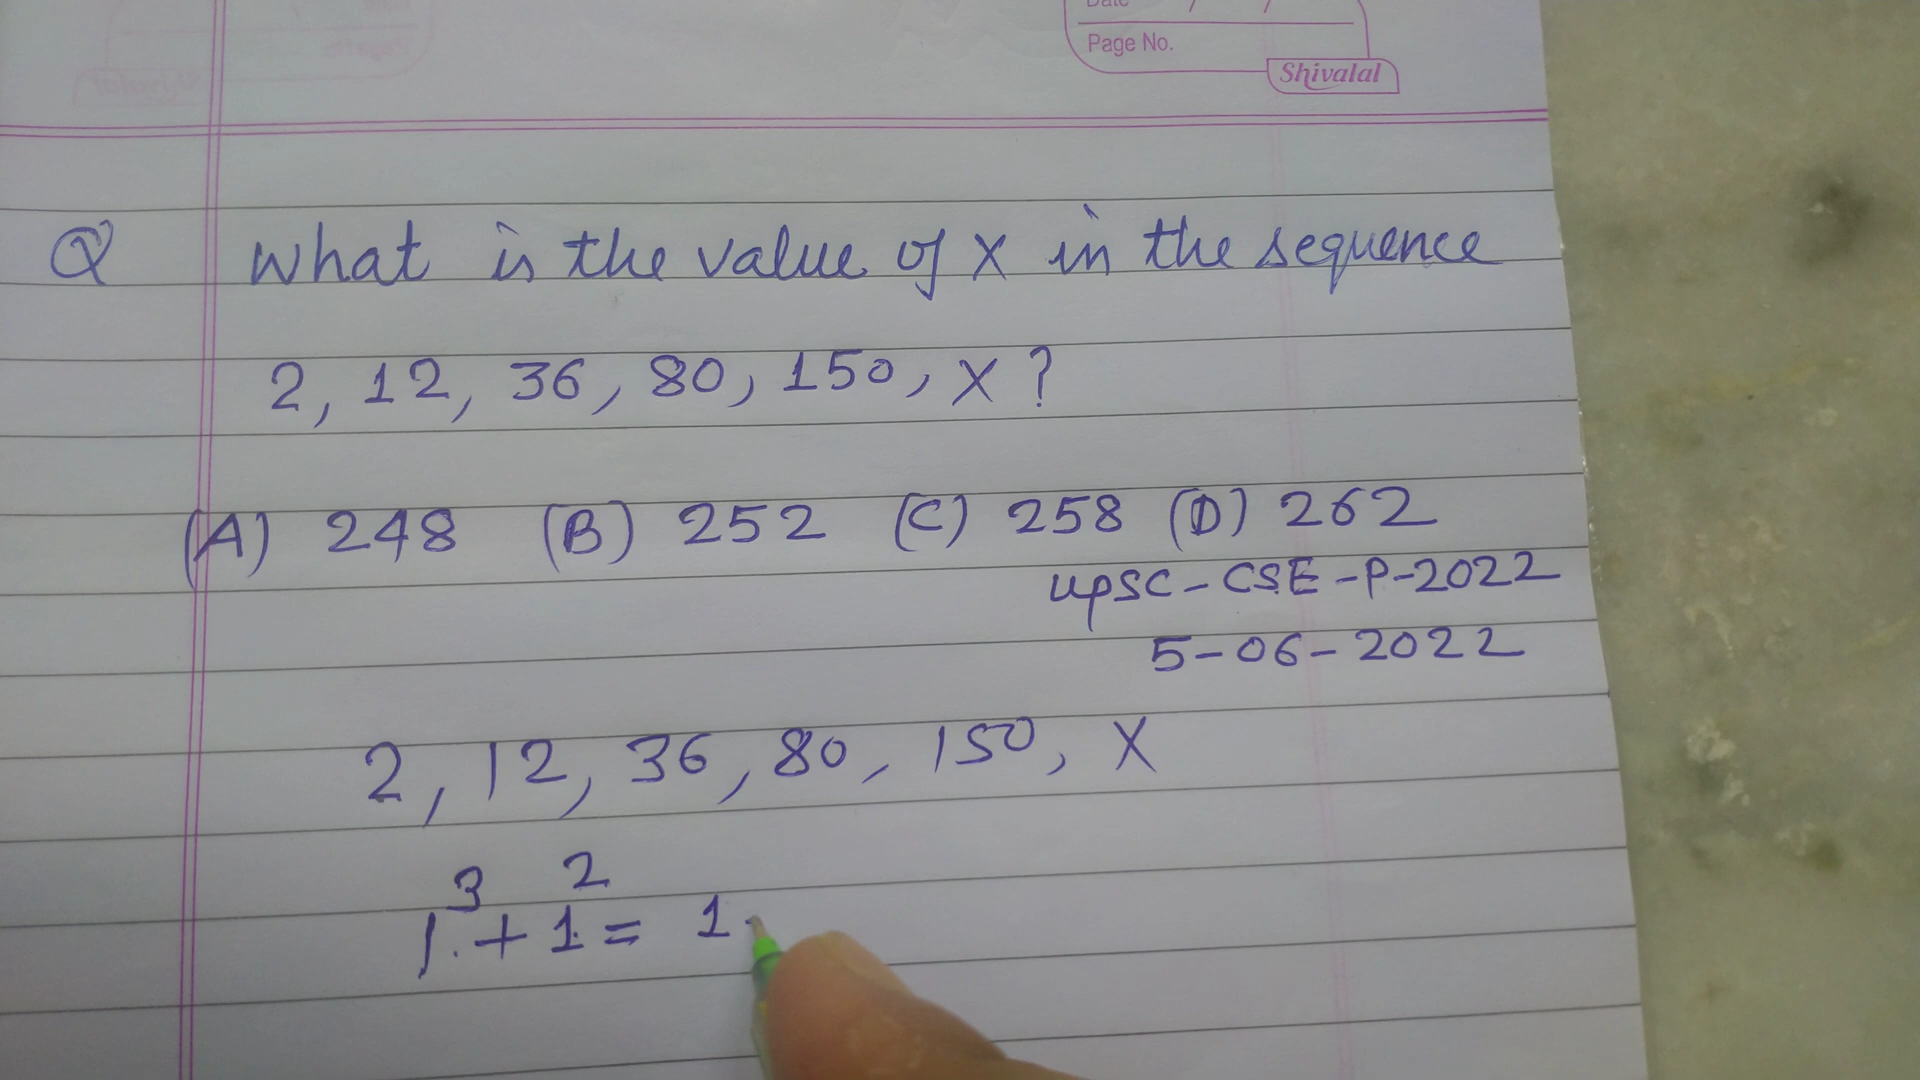 Date / /
Page No.
Shivalal
Q What is the value of X in the sequence
2, 12, 36, 80, 150, X ?
(A) 248 (B) 252 (C) 258 (D) 262
UPSC-CSE-P-2022
5-06-2022
2, 12, 36, 80, 150, X
1³ + 1² = 1